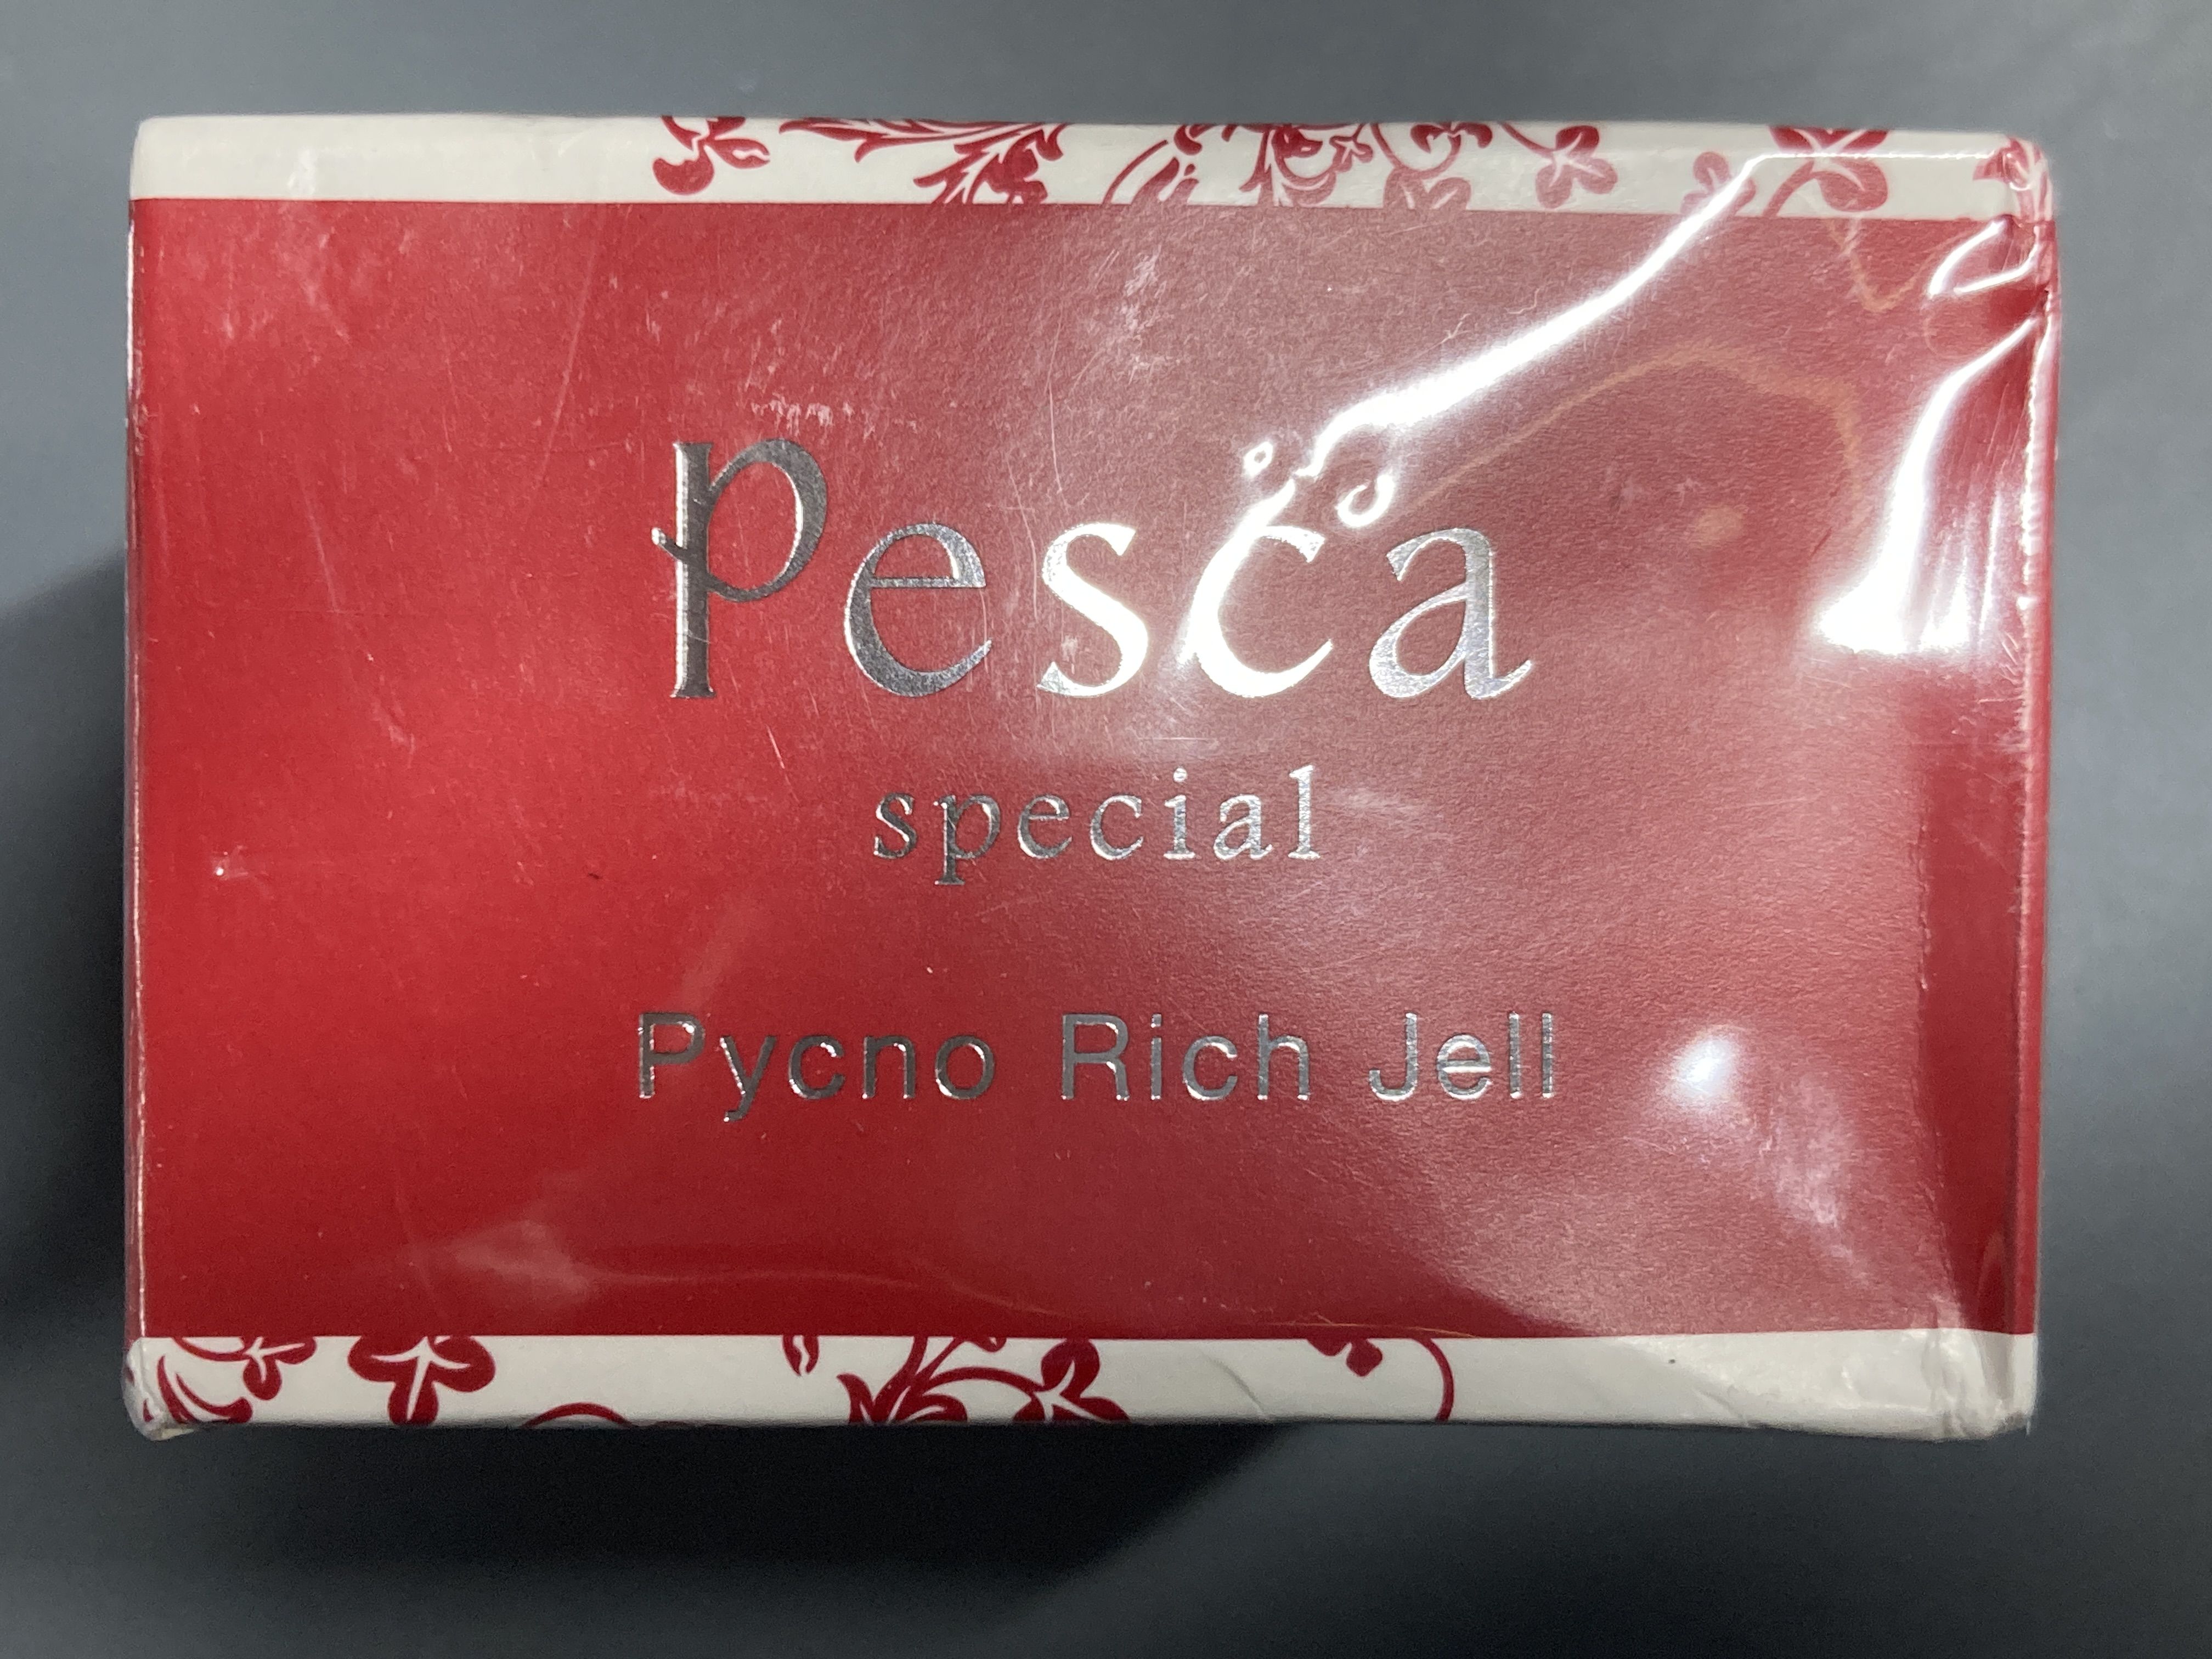 Pesca
special
Pycno Rich Jell